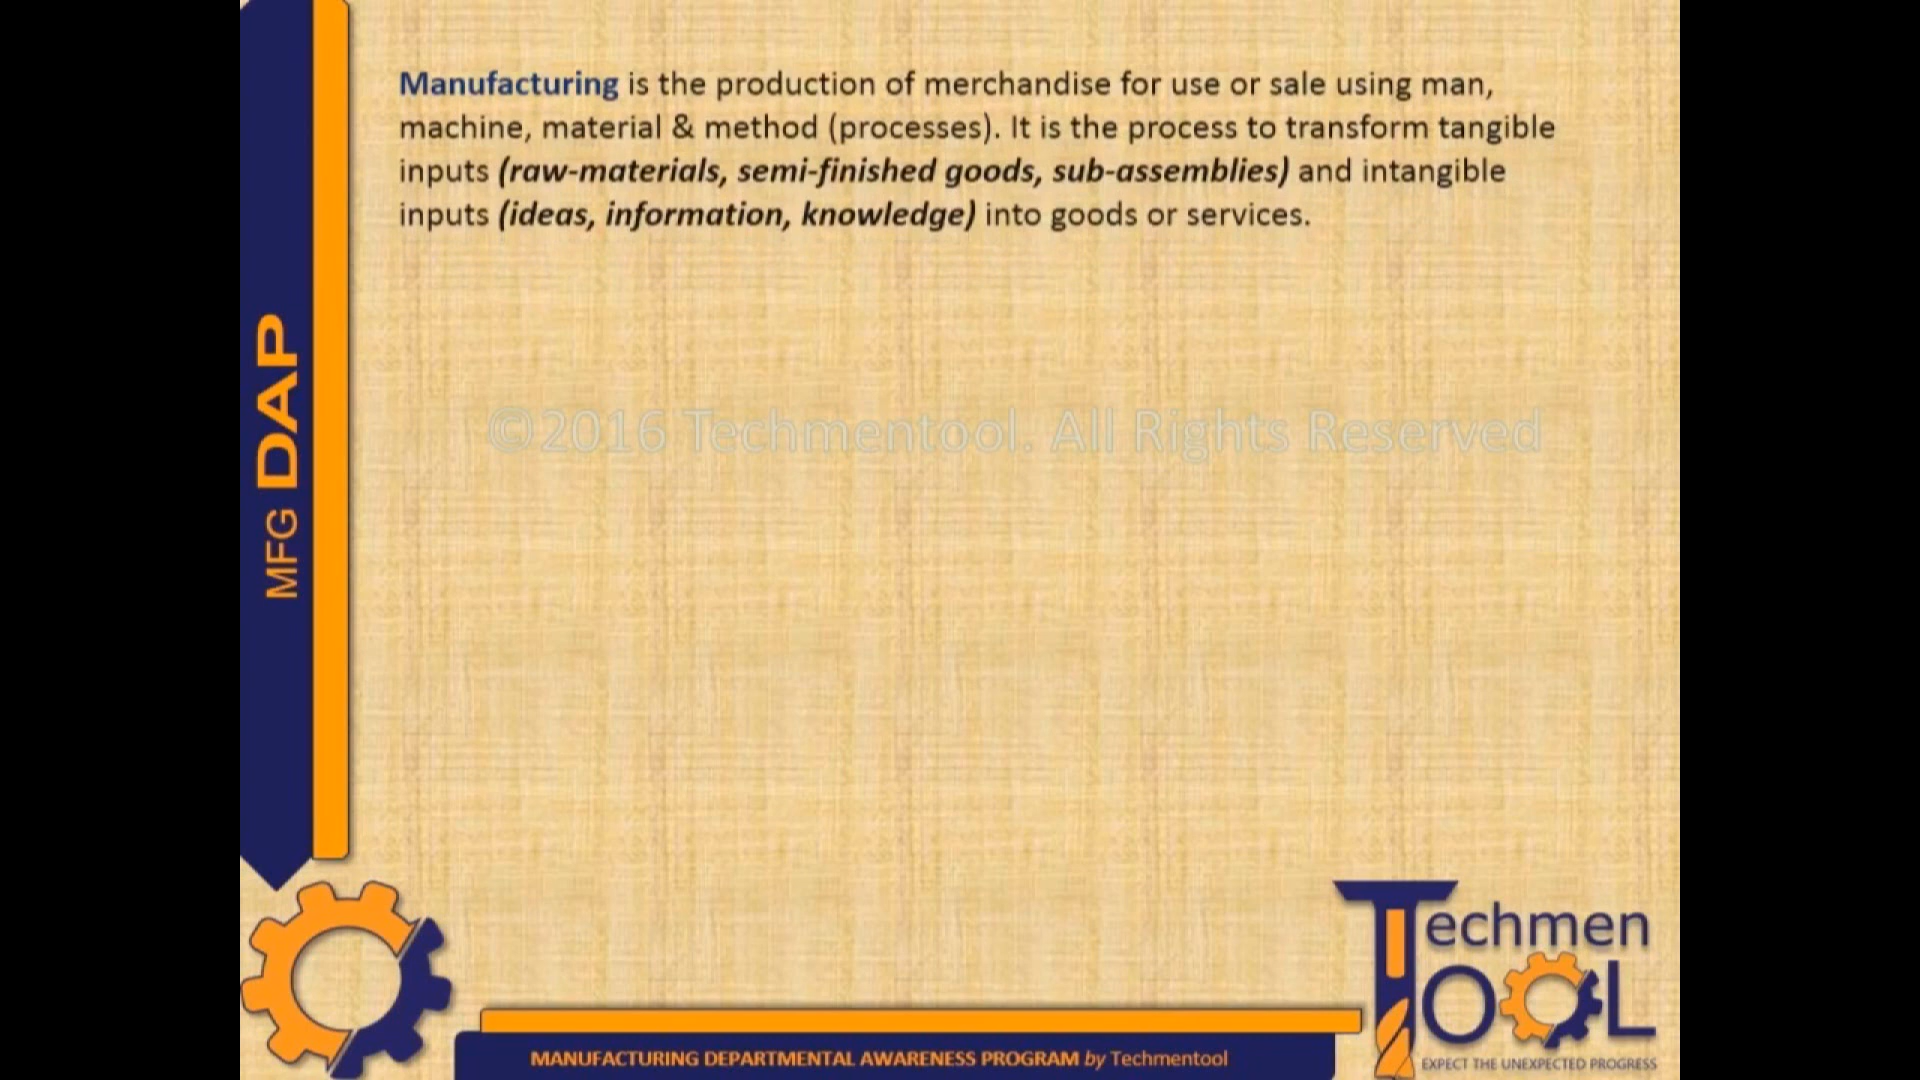 Manufacturing is the production of merchandise for use or sale using man,
machine, material & method (processes). It is the process to transform tangible
inputs (raw-materials, semi-finished goods, sub-assemblies) and intangible
inputs (ideas, information, knowledge) into goods or services.
MFG DAP
©2016 Techmentool. All Rights Reserved
Techmen
TOOL
EXPECT THE UNEXPECTED PROGRESS
MANUFACTURING DEPARTMENTAL AWARENESS PROGRAM by Techmentool